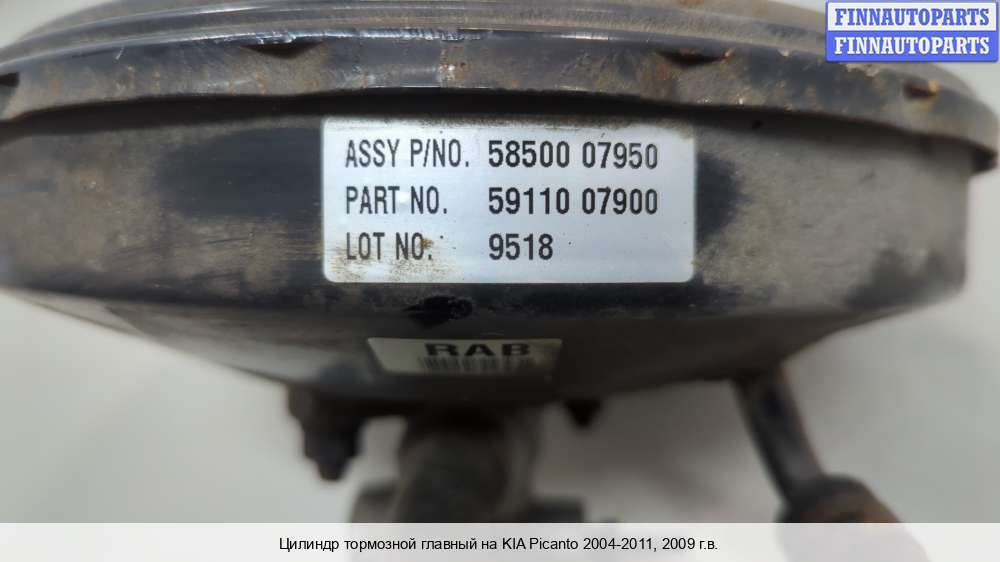 FINNAUTOPARTS
FINNAUTOPARTS
ASSY P/NO. 58500 07950
PART NO. 59110 07900
LOT NO. 9518
RAB
Цилиндр тормозной главный на KIA Picanto 2004-2011, 2009 г.в.